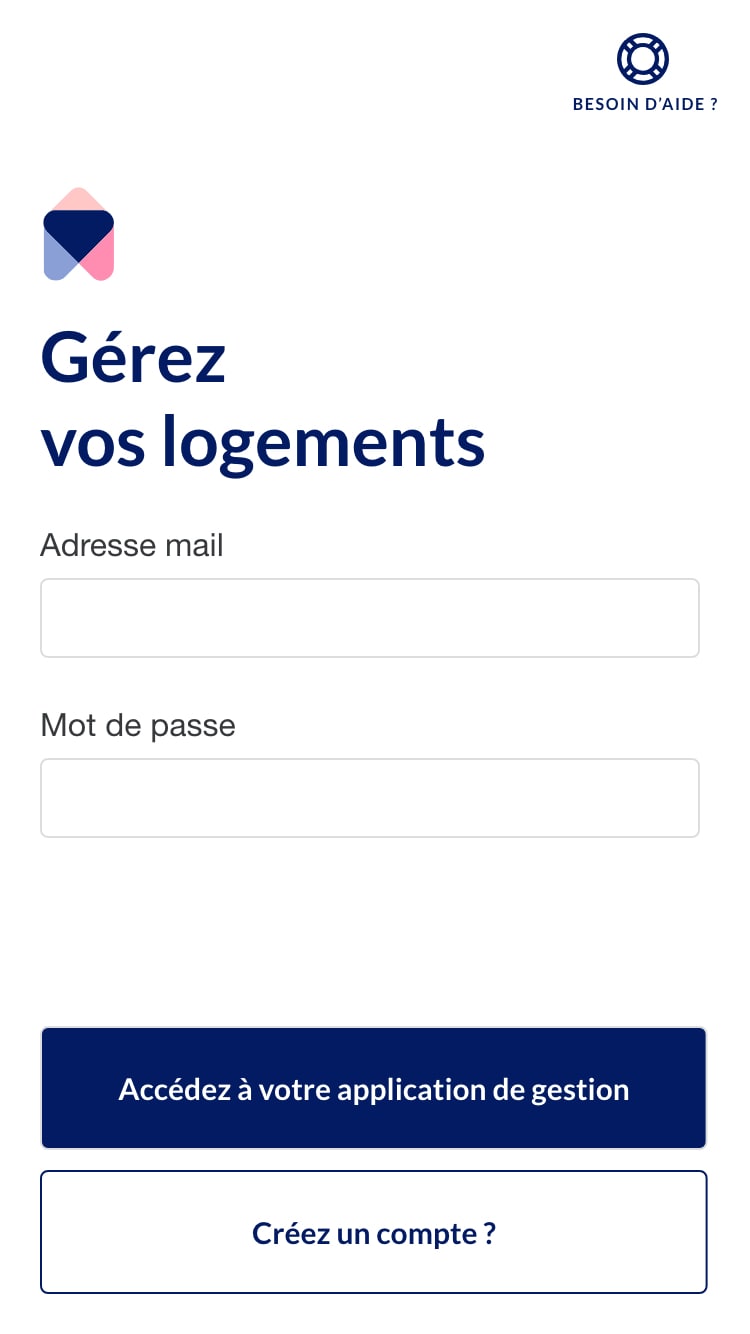 BESOIN D’AIDE ?
Gérez
vos logements
Adresse mail
Mot de passe
Accédez à votre application de gestion
Créez un compte ?